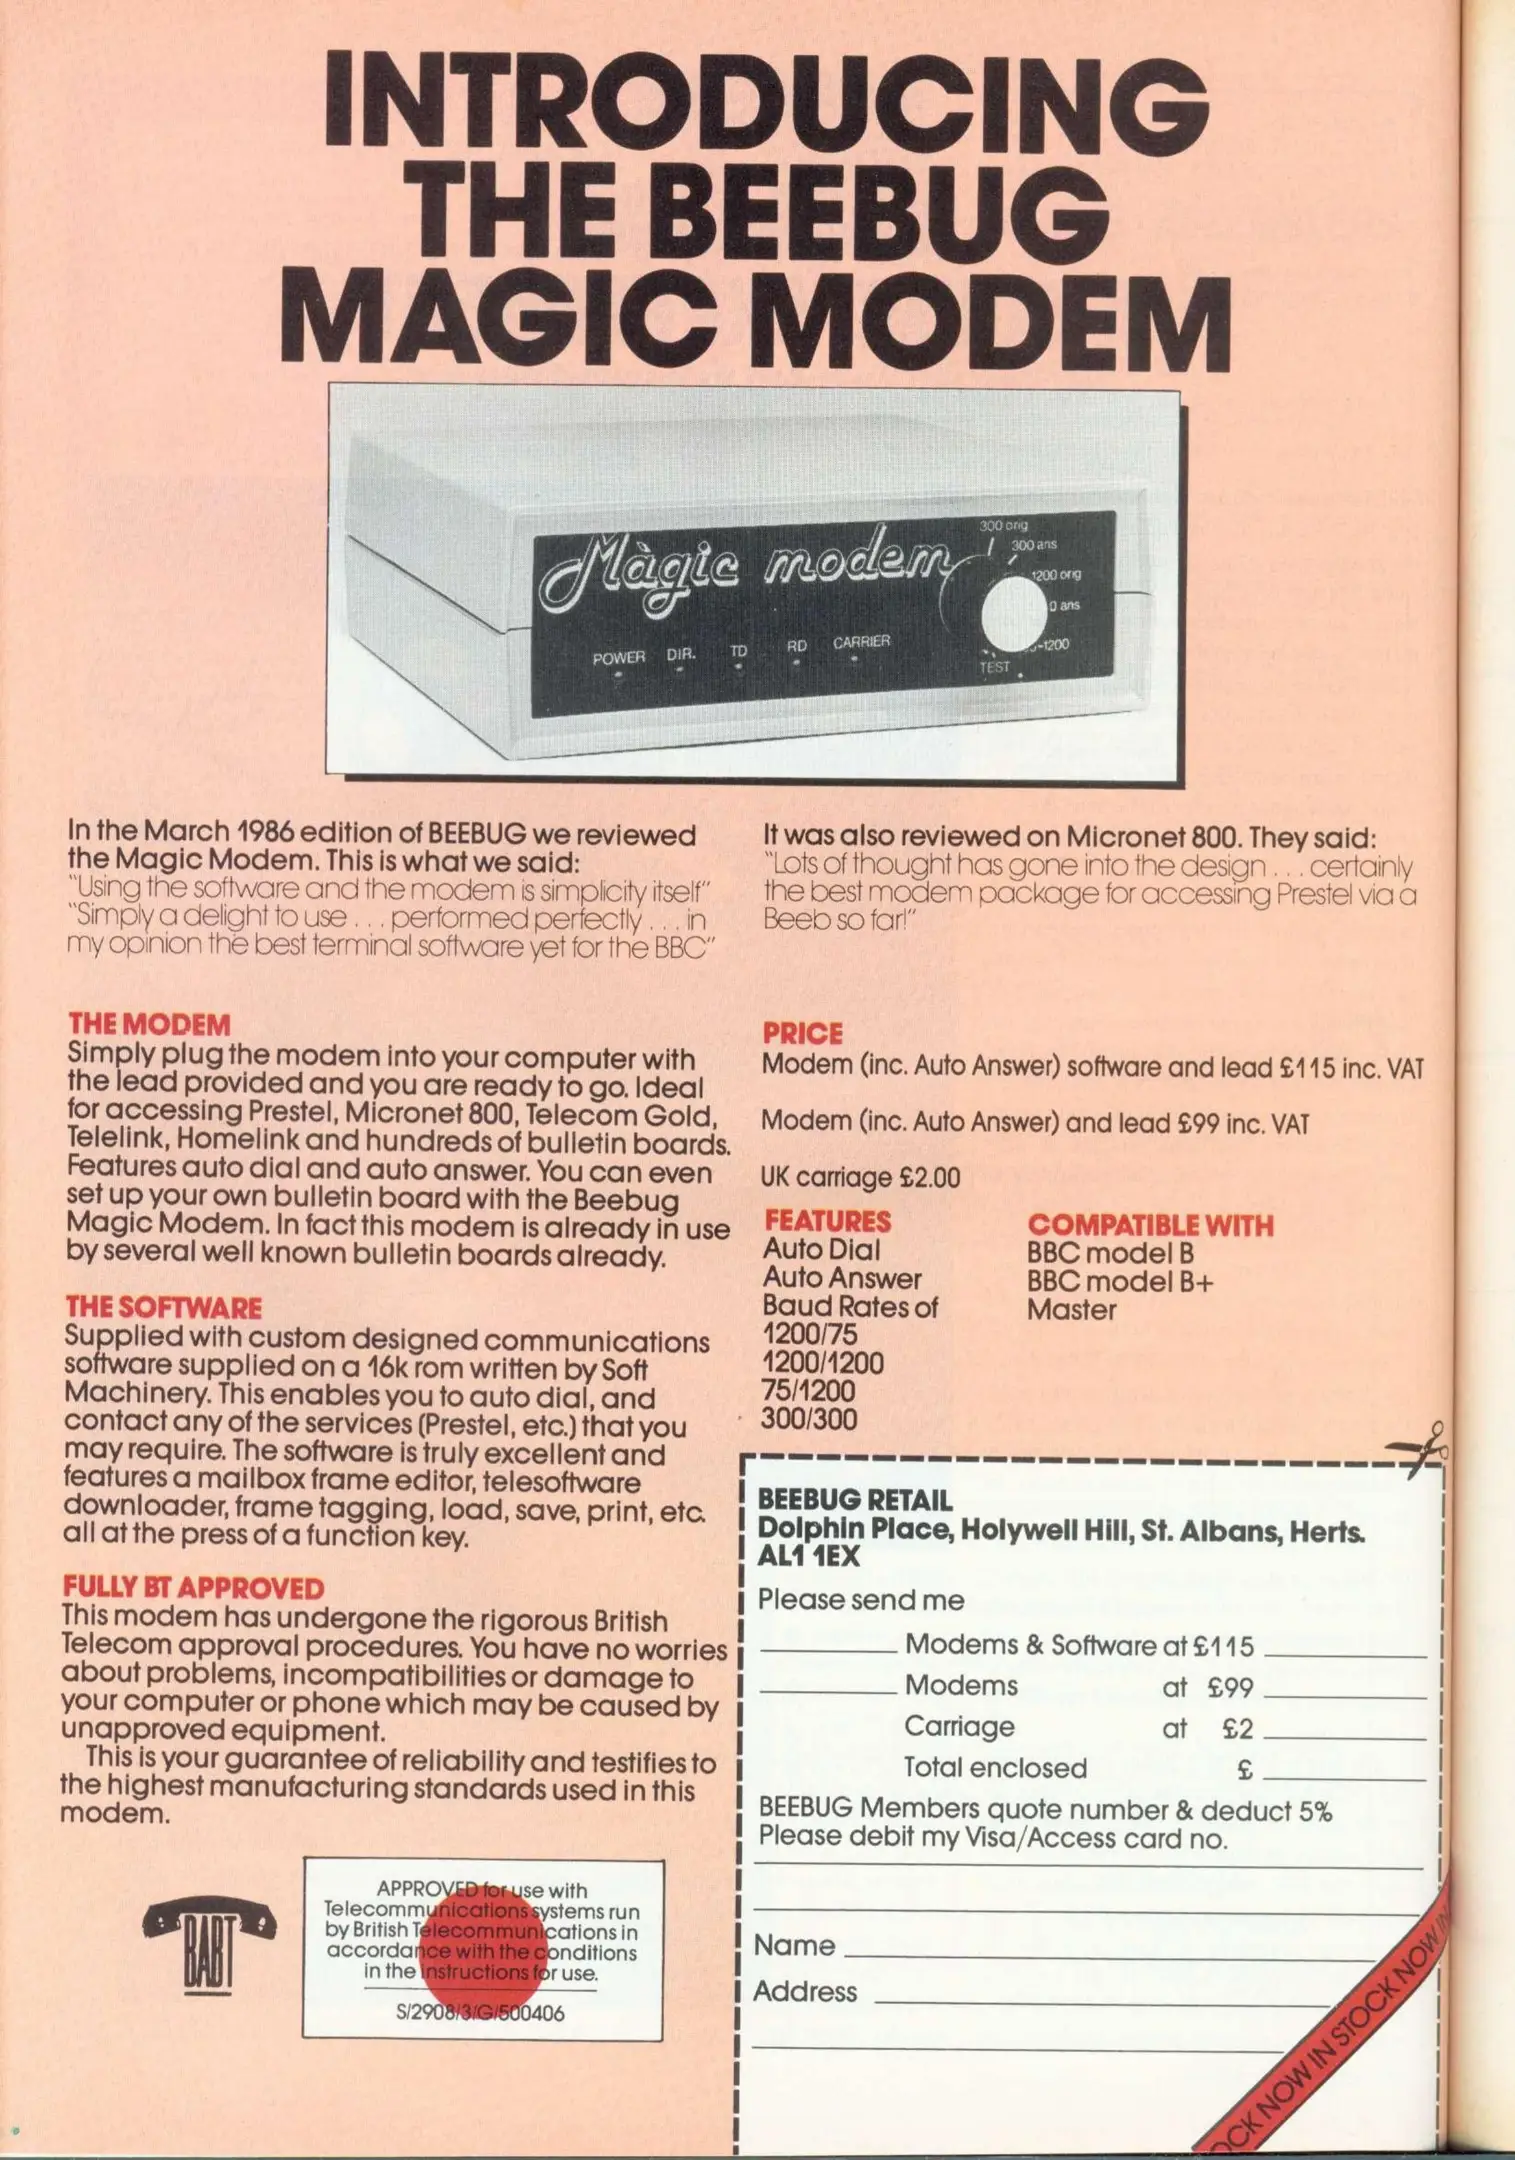 INTRODUCING
THE BEEBUG
MAGIC MODEM
Màgic modem
300 orig
300 ans
1200 orig
0 ans
-1200
TEST
POWER
DIR.
TD
RD
CARRIER
In the March 1986 edition of BEEBUG we reviewed
the Magic Modem. This is what we said:
"Using the software and the modem is simplicity itself"
"Simply a delight to use . . . performed perfectly . . . in
my opinion the best terminal software yet for the BBC"
It was also reviewed on Micronet 800. They said:
"Lots of thought has gone into the design . . . certainly
the best modem package for accessing Prestel via a
Beeb so far!"
THE MODEM
Simply plug the modem into your computer with
the lead provided and you are ready to go. Ideal
for accessing Prestel, Micronet 800, Telecom Gold,
Telelink, Homelink and hundreds of bulletin boards.
Features auto dial and auto answer. You can even
set up your own bulletin board with the Beebug
Magic Modem. In fact this modem is already in use
by several well known bulletin boards already.
THE SOFTWARE
Supplied with custom designed communications
software supplied on a 16k rom written by Soft
Machinery. This enables you to auto dial, and
contact any of the services (Prestel, etc.) that you
may require. The software is truly excellent and
features a mailbox frame editor, telesoftware
downloader, frame tagging, load, save, print, etc.
all at the press of a function key.
FULLY BT APPROVED
This modem has undergone the rigorous British
Telecom approval procedures. You have no worries
about problems, incompatibilities or damage to
your computer or phone which may be caused by
unapproved equipment.
This is your guarantee of reliability and testifies to
the highest manufacturing standards used in this
modem.
BABT
APPROVED for use with
Telecommunications systems run
by British Telecommunications in
accordance with the conditions
in the instructions for use.
S/2908/3/G/500406
PRICE
Modem (inc. Auto Answer) software and lead £115 inc. VAT
Modem (inc. Auto Answer) and lead £99 inc. VAT
UK carriage £2.00
FEATURES
Auto Dial
Auto Answer
Baud Rates of
1200/75
1200/1200
75/1200
300/300
COMPATIBLE WITH
BBC model B
BBC model B+
Master
BEEBUG RETAIL
Dolphin Place, Holywell Hill, St. Albans, Herts.
AL1 1EX
Please send me
Modems & Software at £115
Modems at £99
Carriage at £2
Total enclosed £
BEEBUG Members quote number & deduct 5%
Please debit my Visa/Access card no.
Name
Address
OCK NOW IN STOCK NOW IN